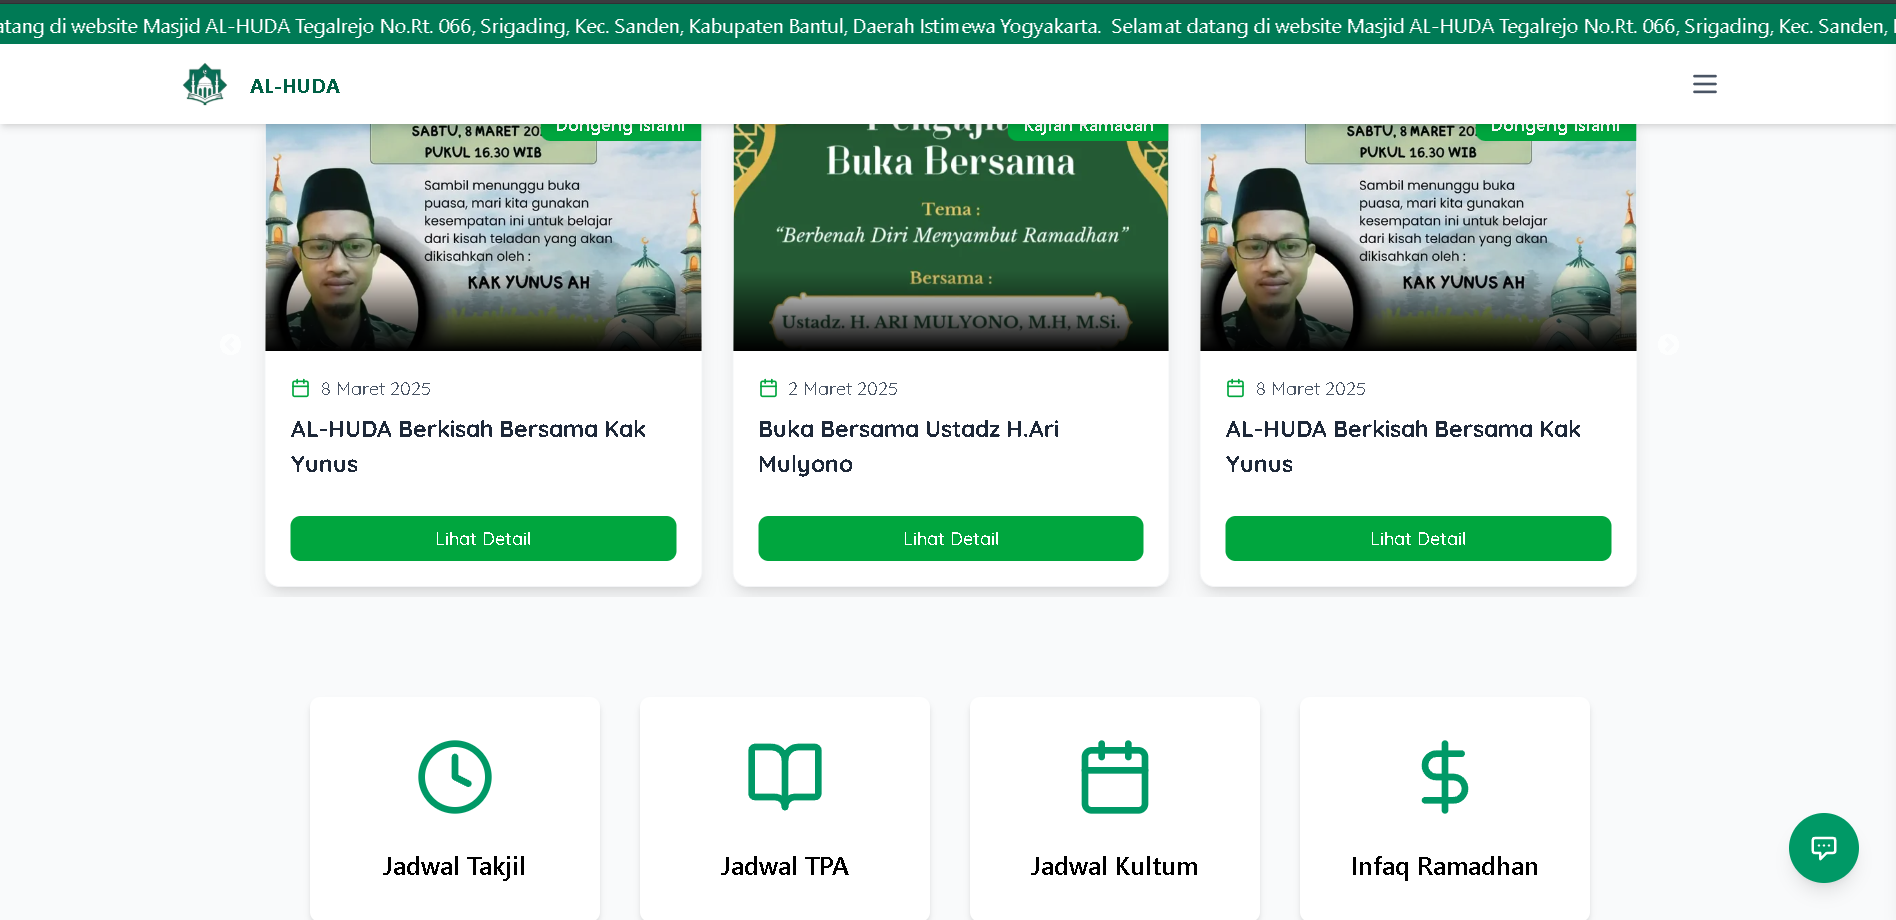 atang di website Masjid AL-HUDA Tegalrejo No.Rt. 066, Srigading, Kec. Sanden, Kabupaten Bantul, Daerah Istimewa Yogyakarta. Selamat datang di website Masjid AL-HUDA Tegalrejo No.Rt. 066, Srigading, Kec. Sanden,
AL-HUDA
SABTU, 8 MARET 20
Dongeng Islami
PUKUL 16.30 WIB
Sambil menunggu buka
puasa, mari kita gunakan
kesempatan ini untuk belajar
dari kisah teladan yang akan
dikisahkan oleh :
KAK YUNUS AH
8 Maret 2025
AL-HUDA Berkisah Bersama Kak
Yunus
Lihat Detail
Pengaji
Kajian Ramadan
Buka Bersama
Tema :
“Berbenah Diri Menyambut Ramadhan”
Bersama :
Ustadz. H. ARI MULYONO, M.H, M.Si.
2 Maret 2025
Buka Bersama Ustadz H.Ari
Mulyono
Lihat Detail
SABTU, 8 MARET 20
Dongeng Islami
PUKUL 16.30 WIB
Sambil menunggu buka
puasa, mari kita gunakan
kesempatan ini untuk belajar
dari kisah teladan yang akan
dikisahkan oleh :
KAK YUNUS AH
8 Maret 2025
AL-HUDA Berkisah Bersama Kak
Yunus
Lihat Detail
Jadwal Takjil
Jadwal TPA
Jadwal Kultum
Infaq Ramadhan